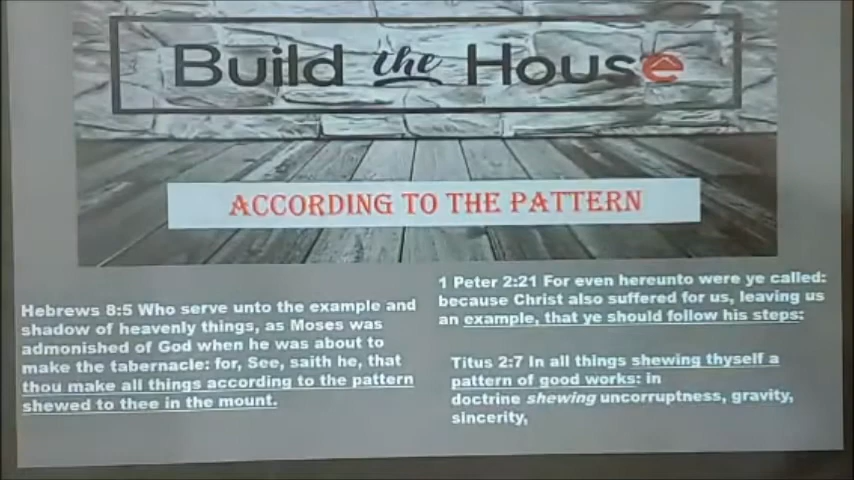 Build the House
ACCORDING TO THE PATTERN
Hebrews 8:5 Who serve unto the example and
shadow of heavenly things, as Moses was
admonished of God when he was about to
make the tabernacle: for, See, saith he, that
thou make all things according to the pattern
shewed to thee in the mount.
1 Peter 2:21 For even hereunto were ye called:
because Christ also suffered for us, leaving us
an example, that ye should follow his steps:
Titus 2:7 In all things shewing thyself a
pattern of good works: in
doctrine shewing uncorruptness, gravity,
sincerity,